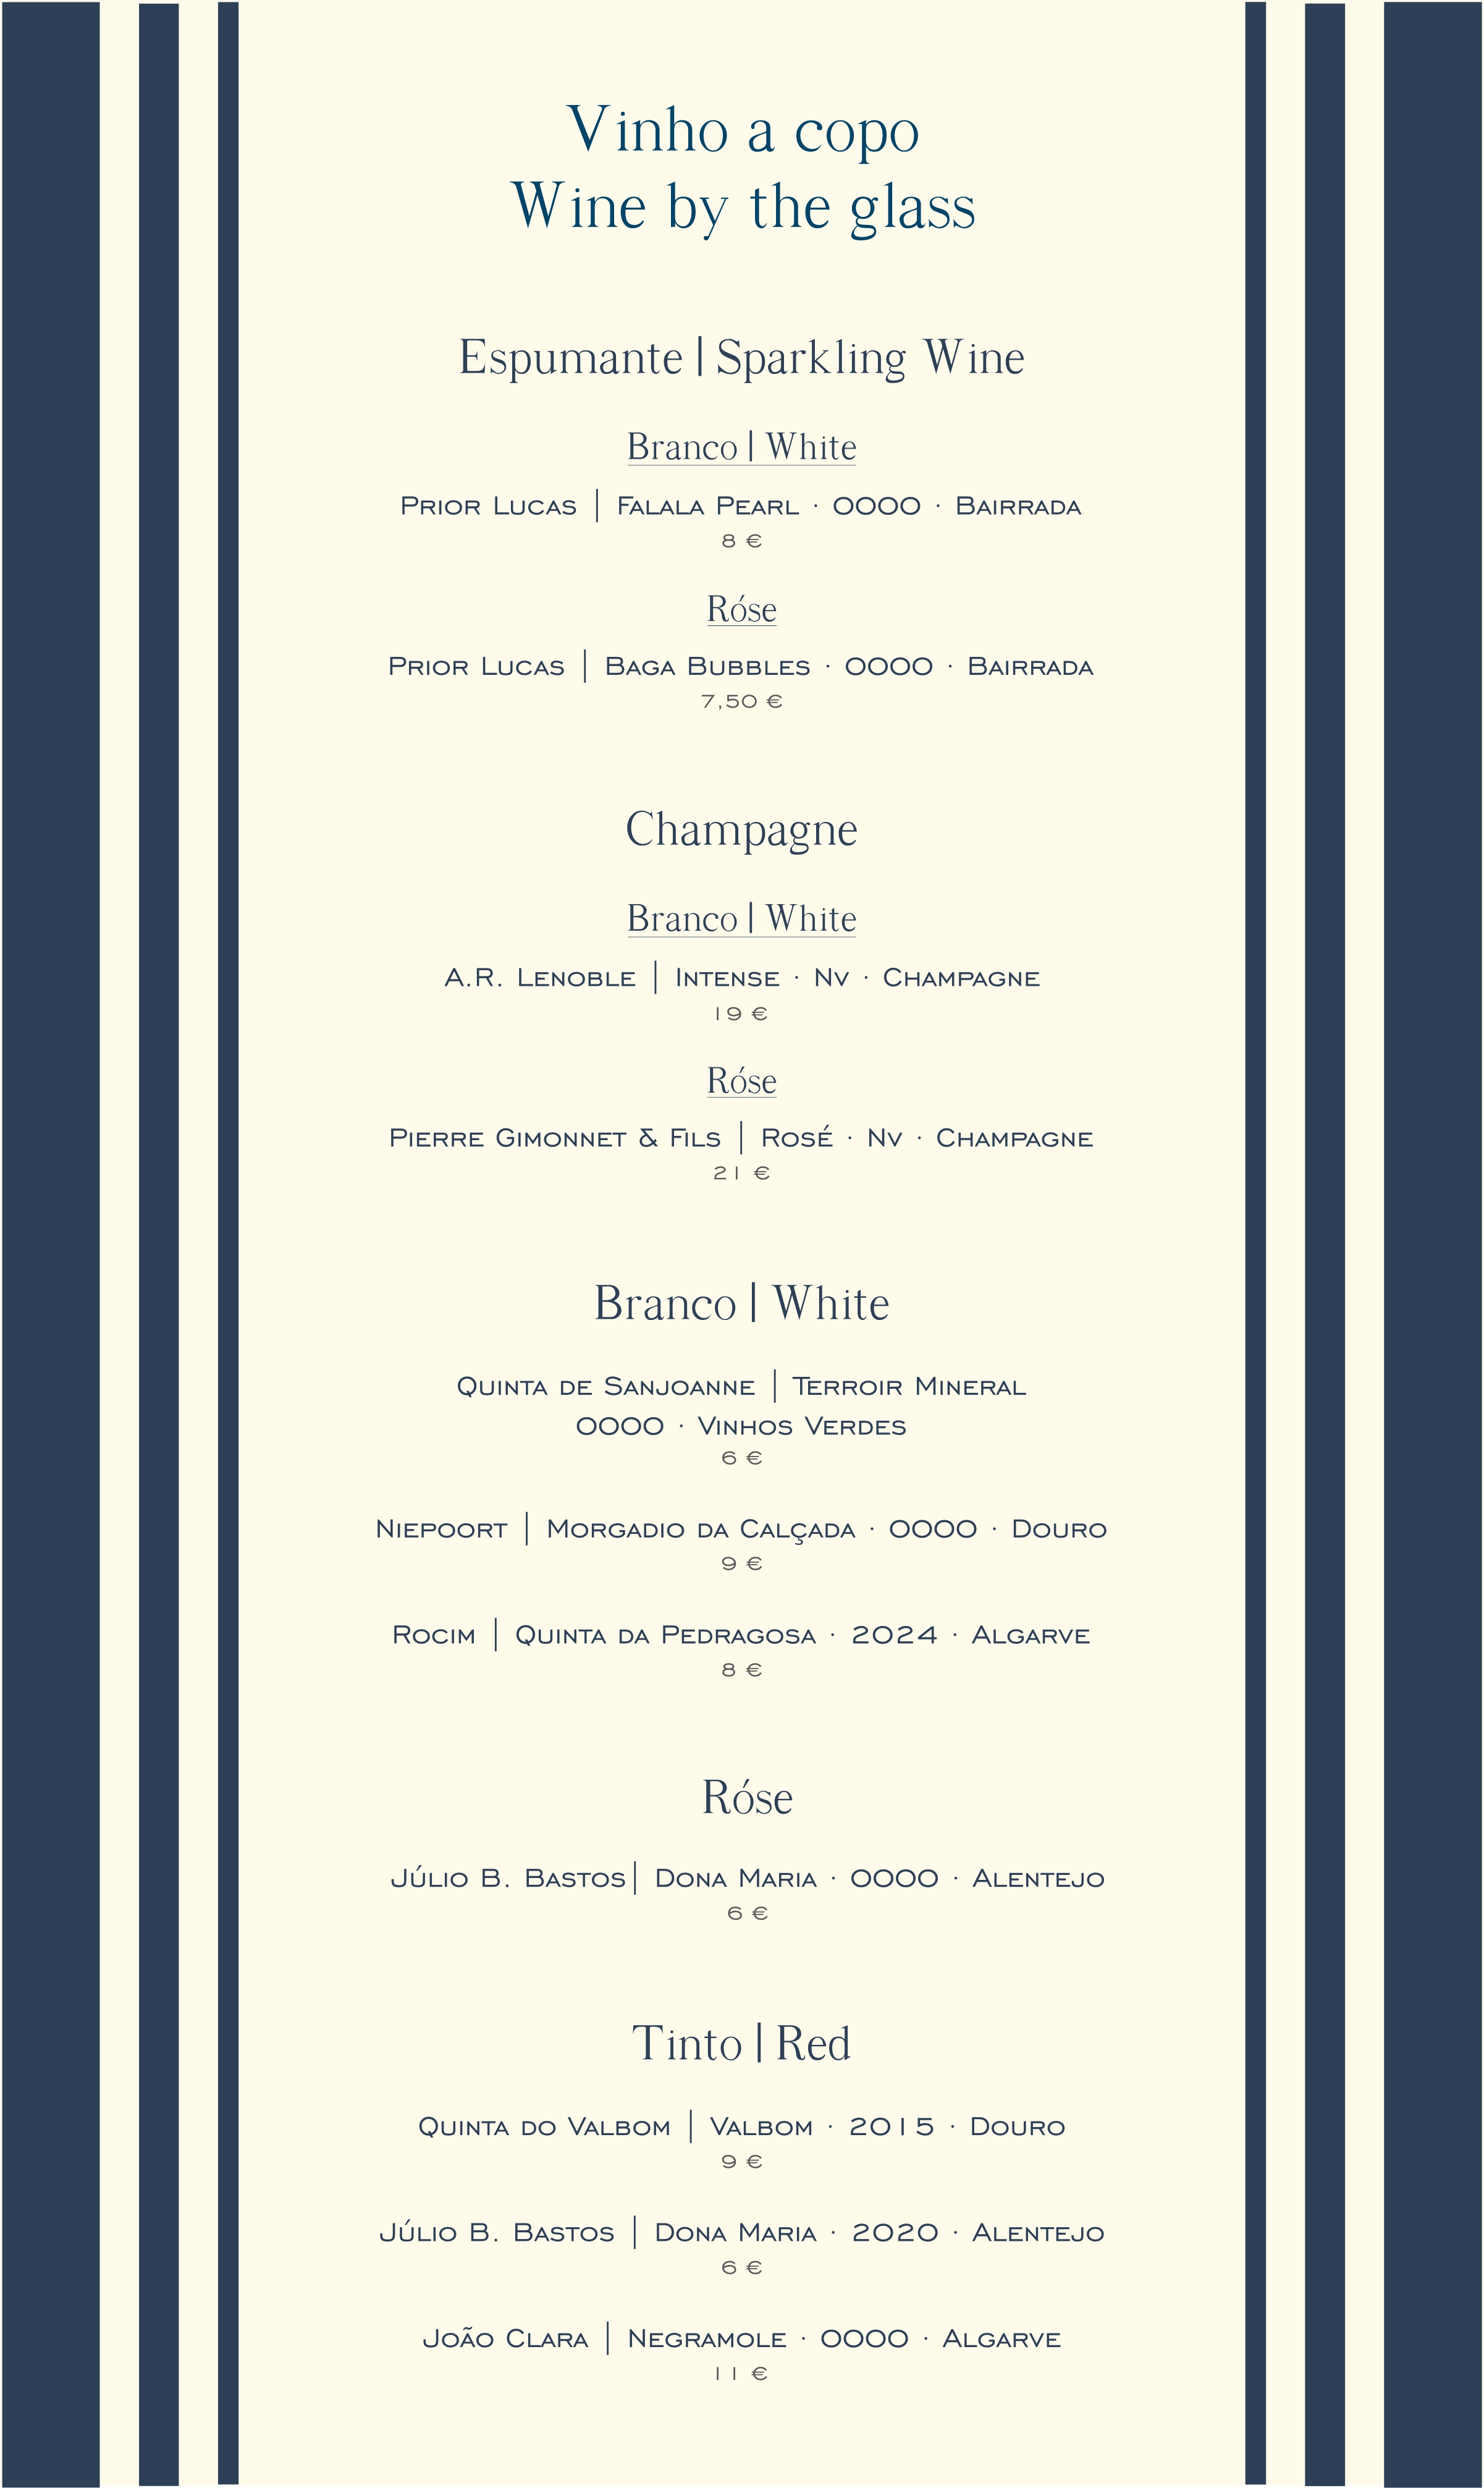 Vinho a copo
Wine by the glass
Espumante | Sparkling Wine
Branco | White
Prior Lucas | Falala Pearl · 0000 · Bairrada
8 €
Róse
Prior Lucas | Baga Bubbles · 0000 · Bairrada
7,50 €
Champagne
Branco | White
A.R. Lenoble | Intense · Nv · Champagne
19 €
Róse
Pierre Gimonnet & Fils | Rosé · Nv · Champagne
21 €
Branco | White
Quinta de Sanjoanne | Terroir Mineral
0000 · Vinhos Verdes
6 €
Niepoort | Morgadio da Calçada · 0000 · Douro
9 €
Rocim | Quinta da Pedragosa · 2024 · Algarve
8 €
Róse
Júlio B. Bastos | Dona Maria · 0000 · Alentejo
6 €
Tinto | Red
Quinta do Valbom | Valbom · 2015 · Douro
9 €
Júlio B. Bastos | Dona Maria · 2020 · Alentejo
6 €
João Clara | Negramole · 0000 · Algarve
11 €